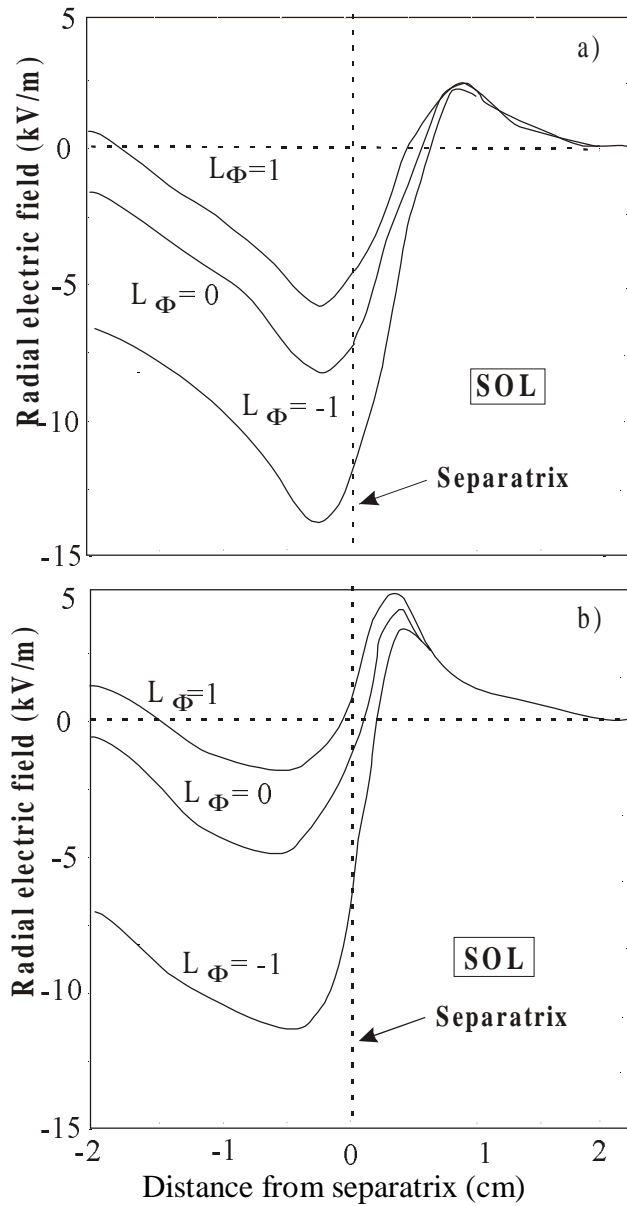 5
a)
Radial electric field (kV/m)
0
LΦ=1
L Φ= 0
-5
L Φ= -1
SOL
-10
Separatrix
-15
5
b)
Radial electric field (kV/m)
L Φ=1
0
L Φ= 0
-5
L Φ= -1
SOL
-10
Separatrix
-15
-2 -1 0 1 2
Distance from separatrix (cm)